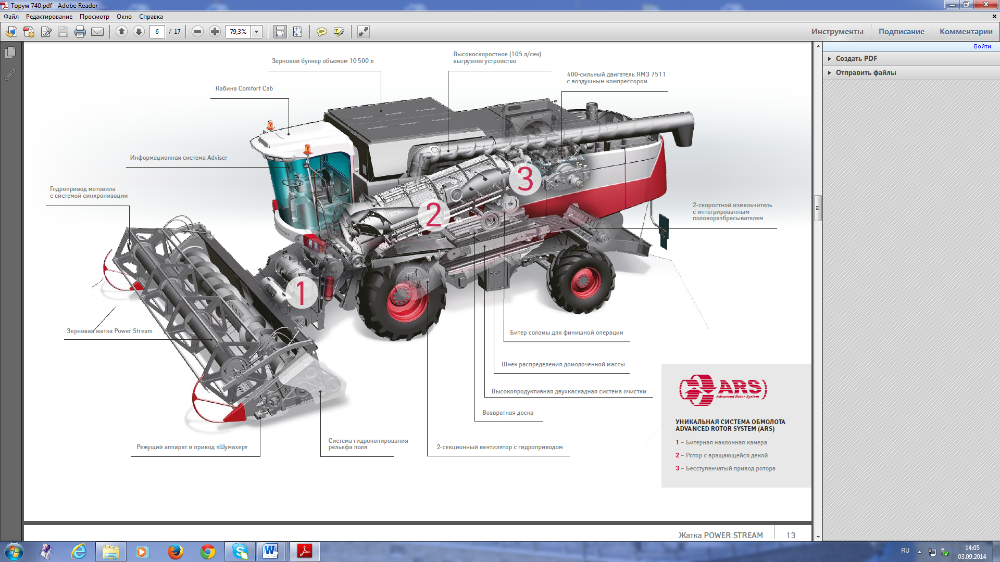 Торум 740.pdf - Adobe Reader
Файл Редактирование Просмотр Окно Справка
6 / 17 79,3% Инструменты Подписание Комментарии
Войти
Создать PDF
Отправить файлы
Высокоскоростное (105 л/сек)
выгрузное устройство
Зерновой бункер объемом 10 500 л
400-сильный двигатель ЯМЗ 7511
с воздушным компрессором
Кабина Comfort Cab
Информационная система Adviser
Гпдропривод мотовила
с системой синхронизации
2-скоростной измельчитель
с интегрированным
половоразбрасывателем
3
2
1
Зерновая жатка Power Stream
Битер соломы для финишной операции
Шнек распределения домолоченной массы
Высокопродуктивная двухкаскадная система очистки
Возвратная доска
Режущий аппарат и привод «Шумахер»
Система гидрокопирования
рельефа поля
2-секционный вентилятор с гидроприводом
ARS
Advanced Rotor System
УНИКАЛЬНАЯ СИСТЕМА ОБМОЛОТА
ADVANCED ROTOR SYSTEM (ARS)
1 – Битерная наклонная камера
2 – Ротор с вращающейся декой
3 – Бесступенчатый привод ротора
Жатка POWER STREAM 13
RU
14:05
03.09.2014